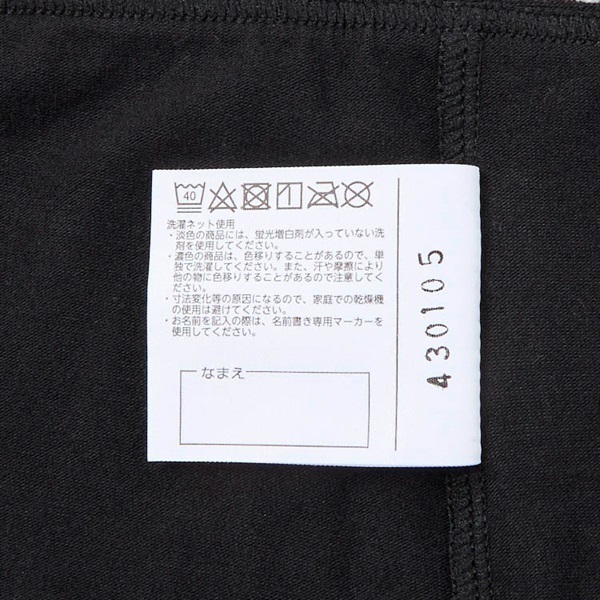 40
洗濯ネット使用
・淡色の商品には、蛍光増白剤が入っていない洗
剤を使用してください。
・濃色の商品は、色移りすることがあるので、単
独で洗濯してください。また、汗や摩擦により
他の物に色移りすることがあるので注意してく
ださい。
・寸法変化等の原因になるので、家庭での乾燥機
の使用は避けてください。
・お名前を記入の際は、名前書き専用マーカーを
使用してください。
なまえ
430105